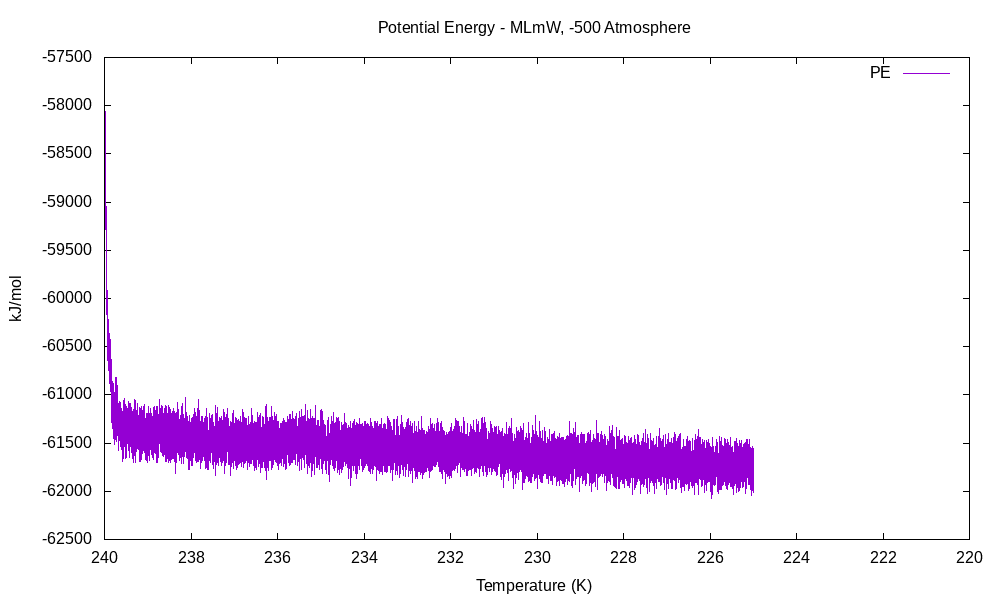 Potential Energy - MLmW, -500 Atmosphere
PE
-57500
-58000
-58500
-59000
-59500
-60000
-60500
-61000
-61500
-62000
-62500
kJ/mol
240 238 236 234 232 230 228 226 224 222 220
Temperature (K)